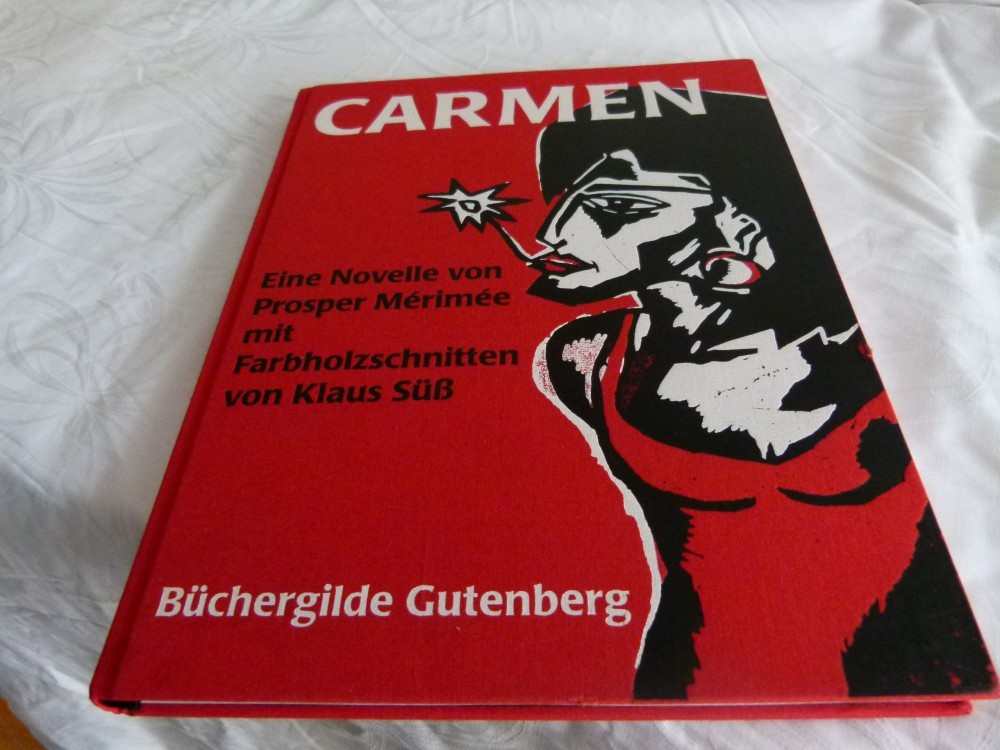 CARMEN
Eine Novelle von
Prosper Mérimée
mit
Farbholzschnitten
von Klaus Süß
Büchergilde Gutenberg